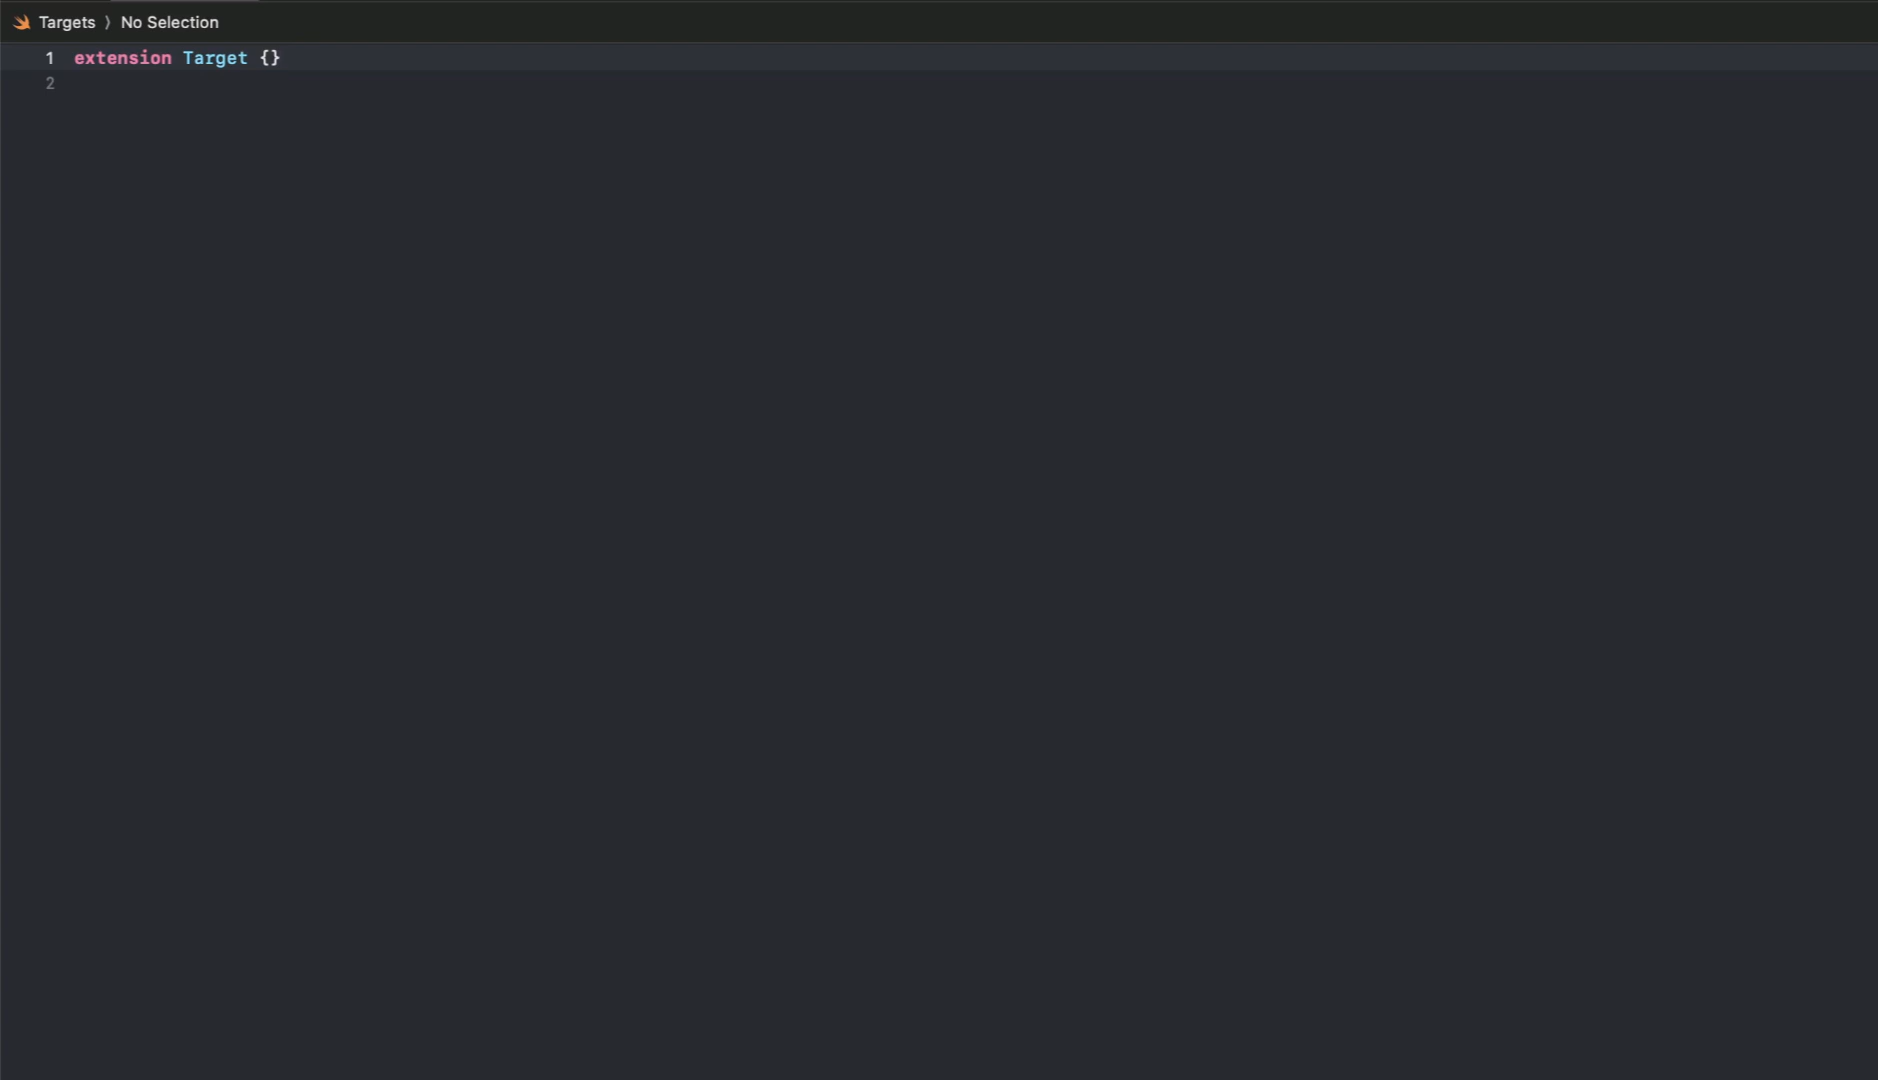 Targets ⟩ No Selection
1 extension Target {}
2